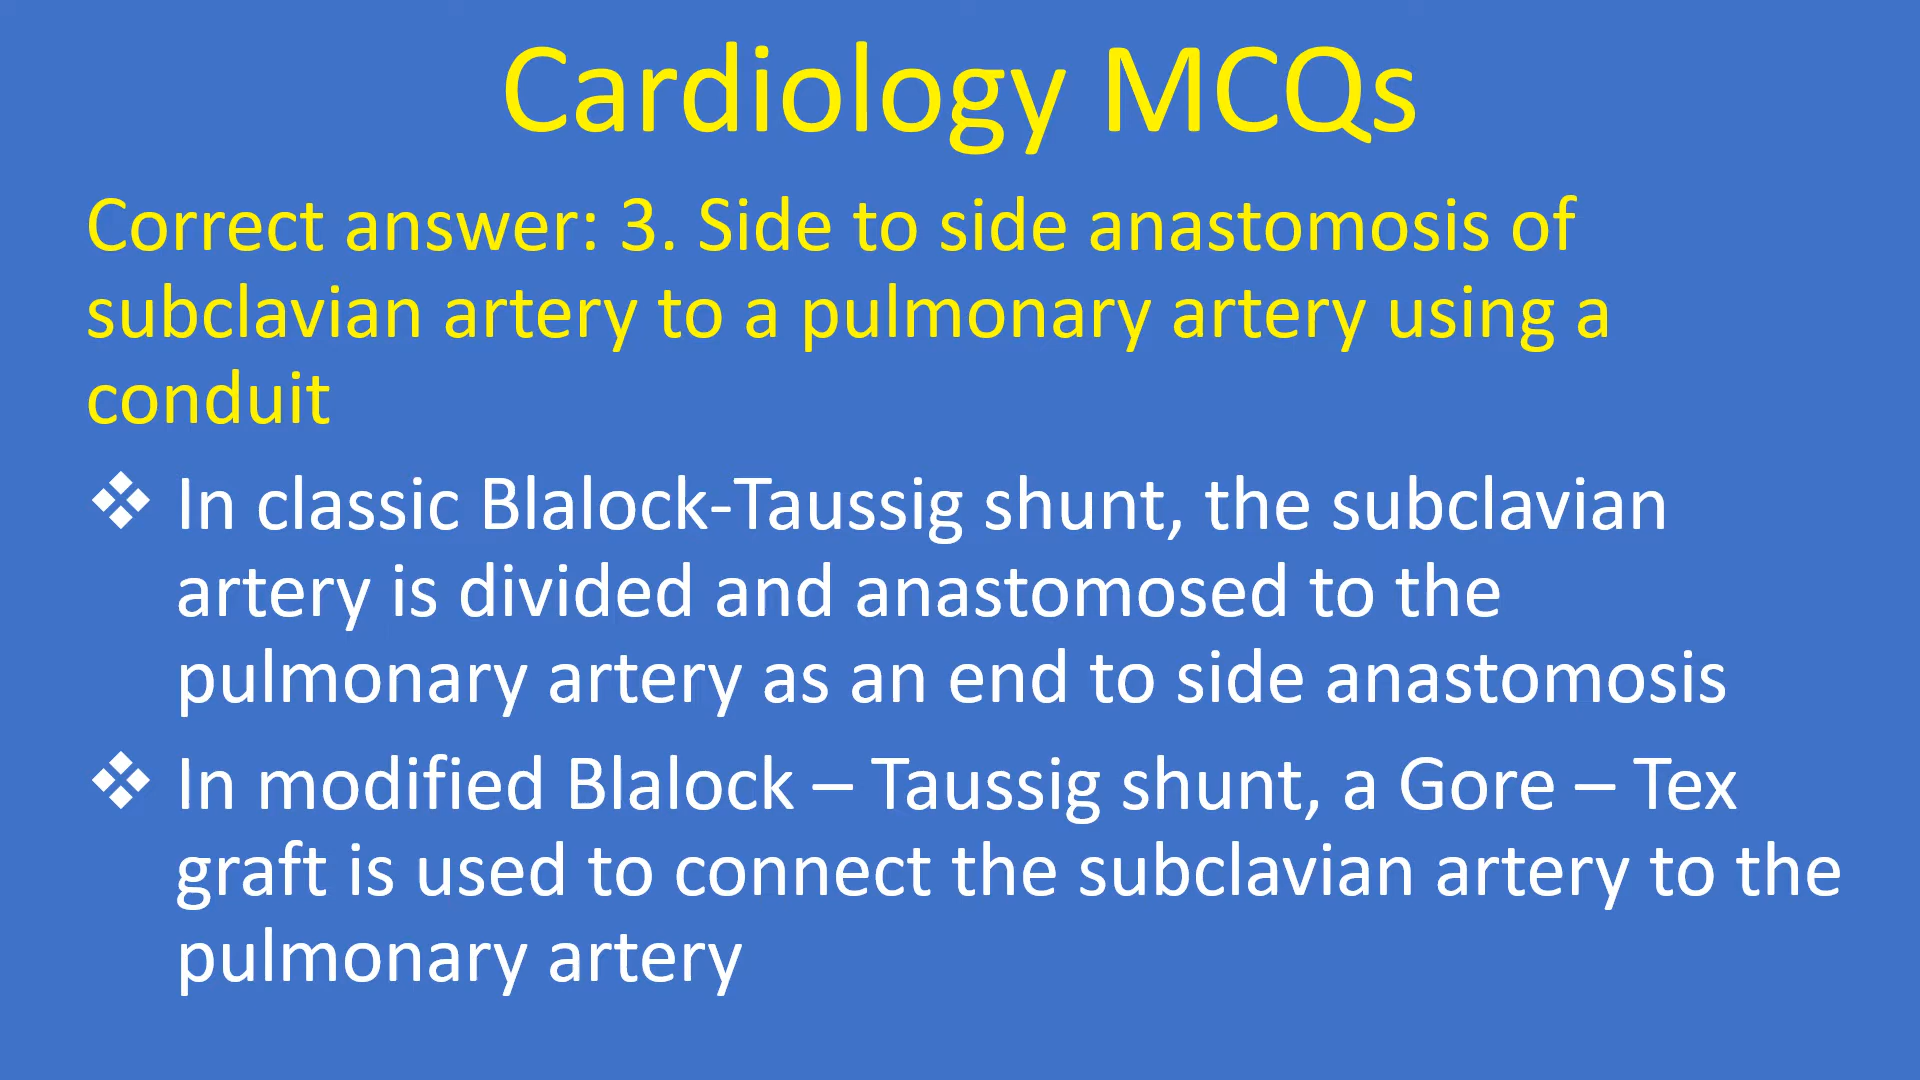 Cardiology MCQs
Correct answer: 3. Side to side anastomosis of
subclavian artery to a pulmonary artery using a
conduit
❖ In classic Blalock-Taussig shunt, the subclavian
artery is divided and anastomosed to the
pulmonary artery as an end to side anastomosis
❖ In modified Blalock – Taussig shunt, a Gore – Tex
graft is used to connect the subclavian artery to the
pulmonary artery